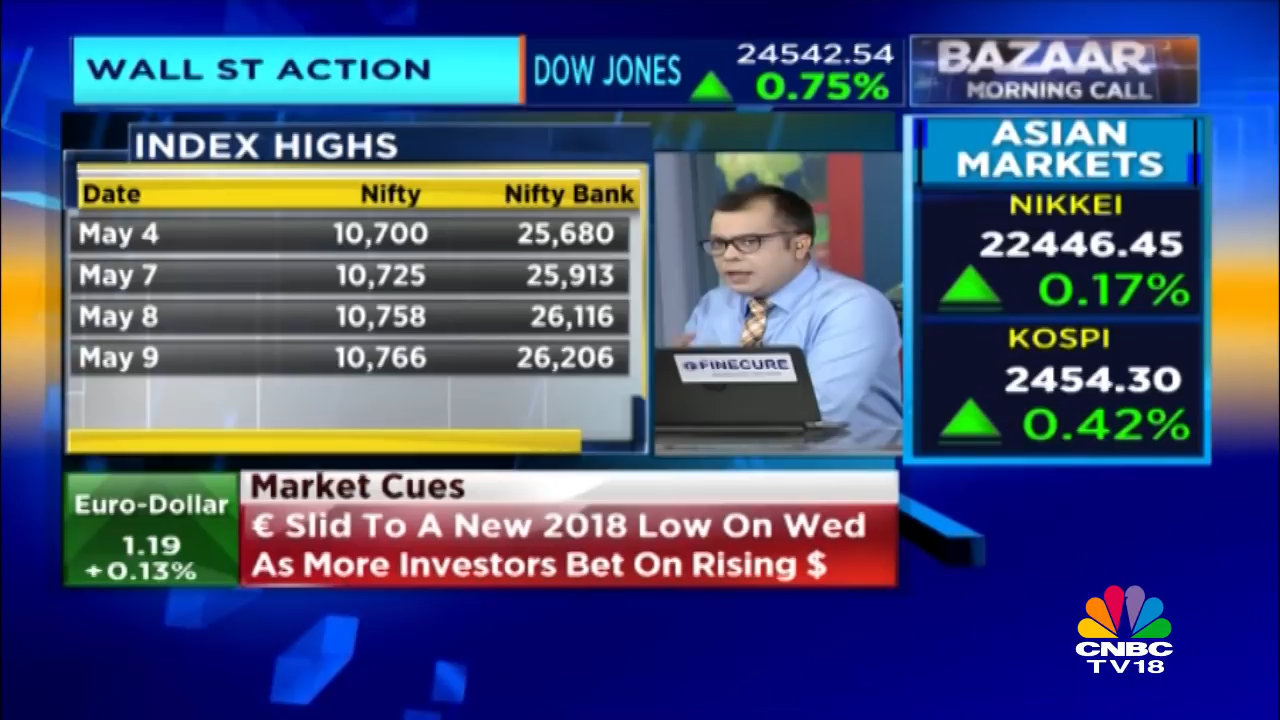 WALL ST ACTION
DOW JONES
24542.54
0.75%
BAZAAR
MORNING CALL
INDEX HIGHS
Date Nifty Nifty Bank
May 4 10,700 25,680
May 7 10,725 25,913
May 8 10,758 26,116
May 9 10,766 26,206
FINECURE
ASIAN
MARKETS
NIKKEI
22446.45
0.17%
KOSPI
2454.30
0.42%
Euro-Dollar
1.19
+0.13%
Market Cues
€ Slid To A New 2018 Low On Wed
As More Investors Bet On Rising $
CNBC
TV18